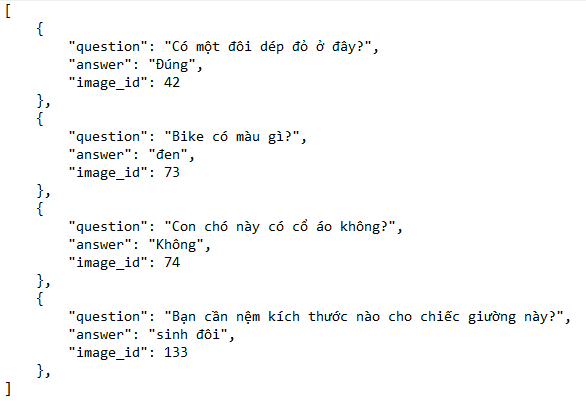 [
    {
        "question": "Có một đôi dép đỏ ở đây?",
        "answer": "Đúng",
        "image_id": 42
    },
    {
        "question": "Bike có màu gì?",
        "answer": "đen",
        "image_id": 73
    },
    {
        "question": "Con chó này có cổ áo không?",
        "answer": "Không",
        "image_id": 74
    },
    {
        "question": "Bạn cần nệm kích thước nào cho chiếc giường này?",
        "answer": "sinh đôi",
        "image_id": 133
    },
]